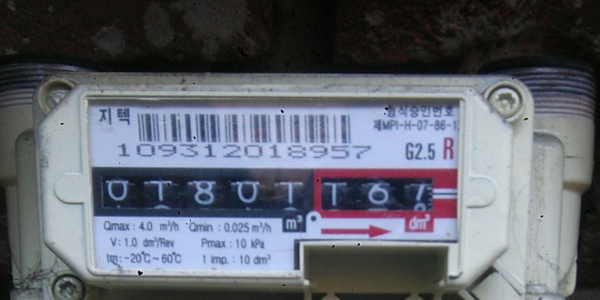 지텍
형식승인번호
제MPI-H-07-86-1
109312018957
G2.5 R
01801 167
m³ dm³
Qmax : 4.0 m³/h Qmin : 0.025 m³/h
V : 1.0 dm³/Rev Pmax : 10 kPa
tm : -20℃~60℃ 1 imp. : 10 dm³